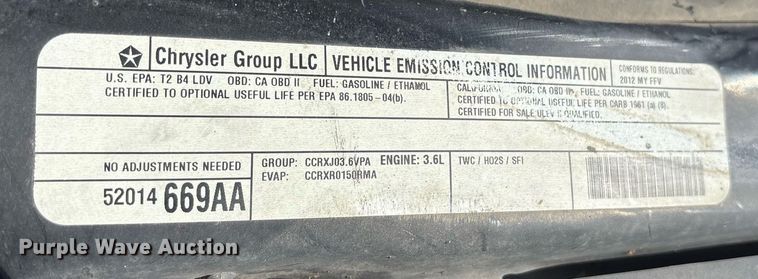 Chrysler Group LLC
VEHICLE EMISSION CONTROL INFORMATION
CONFORMS TO REGULATIONS:
2012 MY FFV
U.S. EPA: T2 B4 LDV OBD: CA OBD II FUEL: GASOLINE / ETHANOL
CERTIFIED TO OPTIONAL USEFUL LIFE PER EPA 86.1805-04(b).
CALIFORNIA: OBD: CA OBD II FUEL: GASOLINE / ETHANOL
CERTIFIED TO OPTIONAL USEFUL LIFE PER CARB 1961 (a) (8).
CERTIFIED FOR SALE ULEV II QUALIFIED.
NO ADJUSTMENTS NEEDED
52014 669AA
GROUP: CCRXJ03.6VPA ENGINE: 3.6L
EVAP: CCRXR0150RMA
TWC / HO2S / SFI
Purple Wave Auction